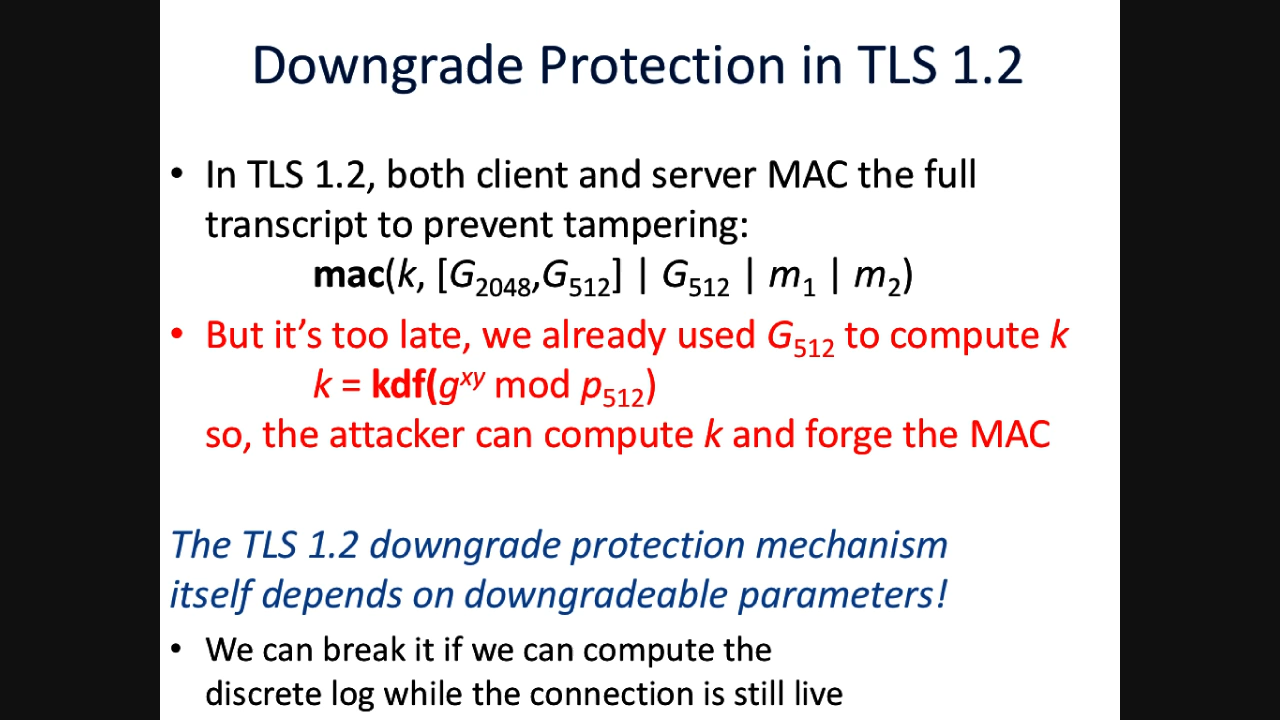 Downgrade Protection in TLS 1.2
• In TLS 1.2, both client and server MAC the full
transcript to prevent tampering:
mac(k, [G₂₀₄₈,G₅₁₂] | G₅₁₂ | m₁ | m₂)
• But it’s too late, we already used G₅₁₂ to compute k
k = kdf(gˣʸ mod p₅₁₂)
so, the attacker can compute k and forge the MAC
The TLS 1.2 downgrade protection mechanism
itself depends on downgradeable parameters!
• We can break it if we can compute the
discrete log while the connection is still live